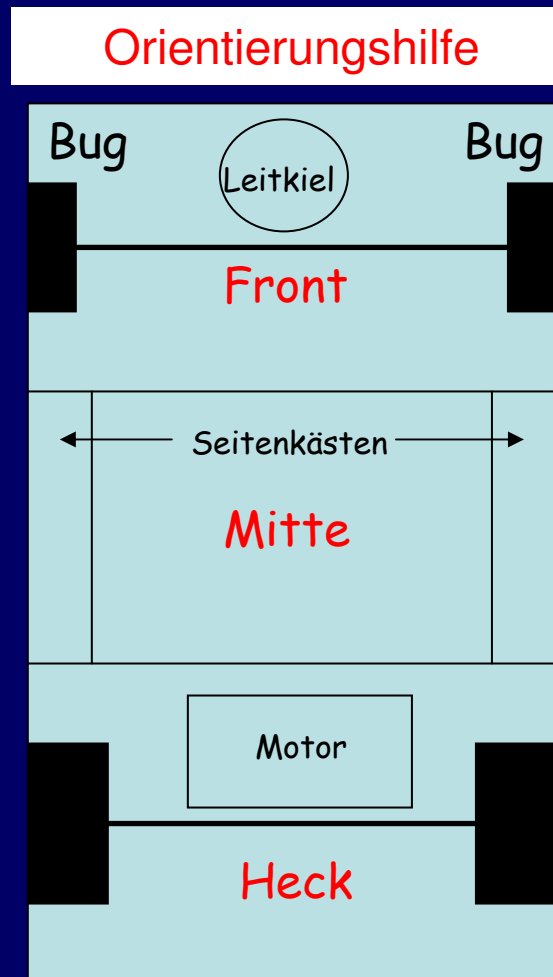 Orientierungshilfe
Bug Bug
Leitkiel
Front
Seitenkästen
Mitte
Motor
Heck